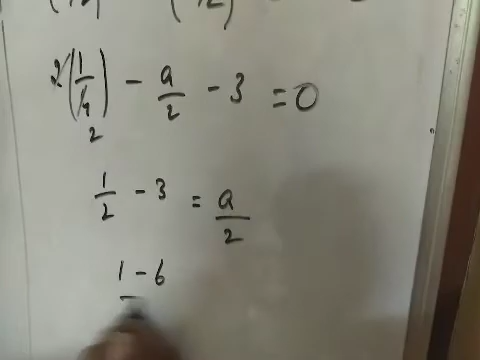 2(1/4) - a/2 - 3 = 0
2
1/2 - 3 = a/2
1 - 6